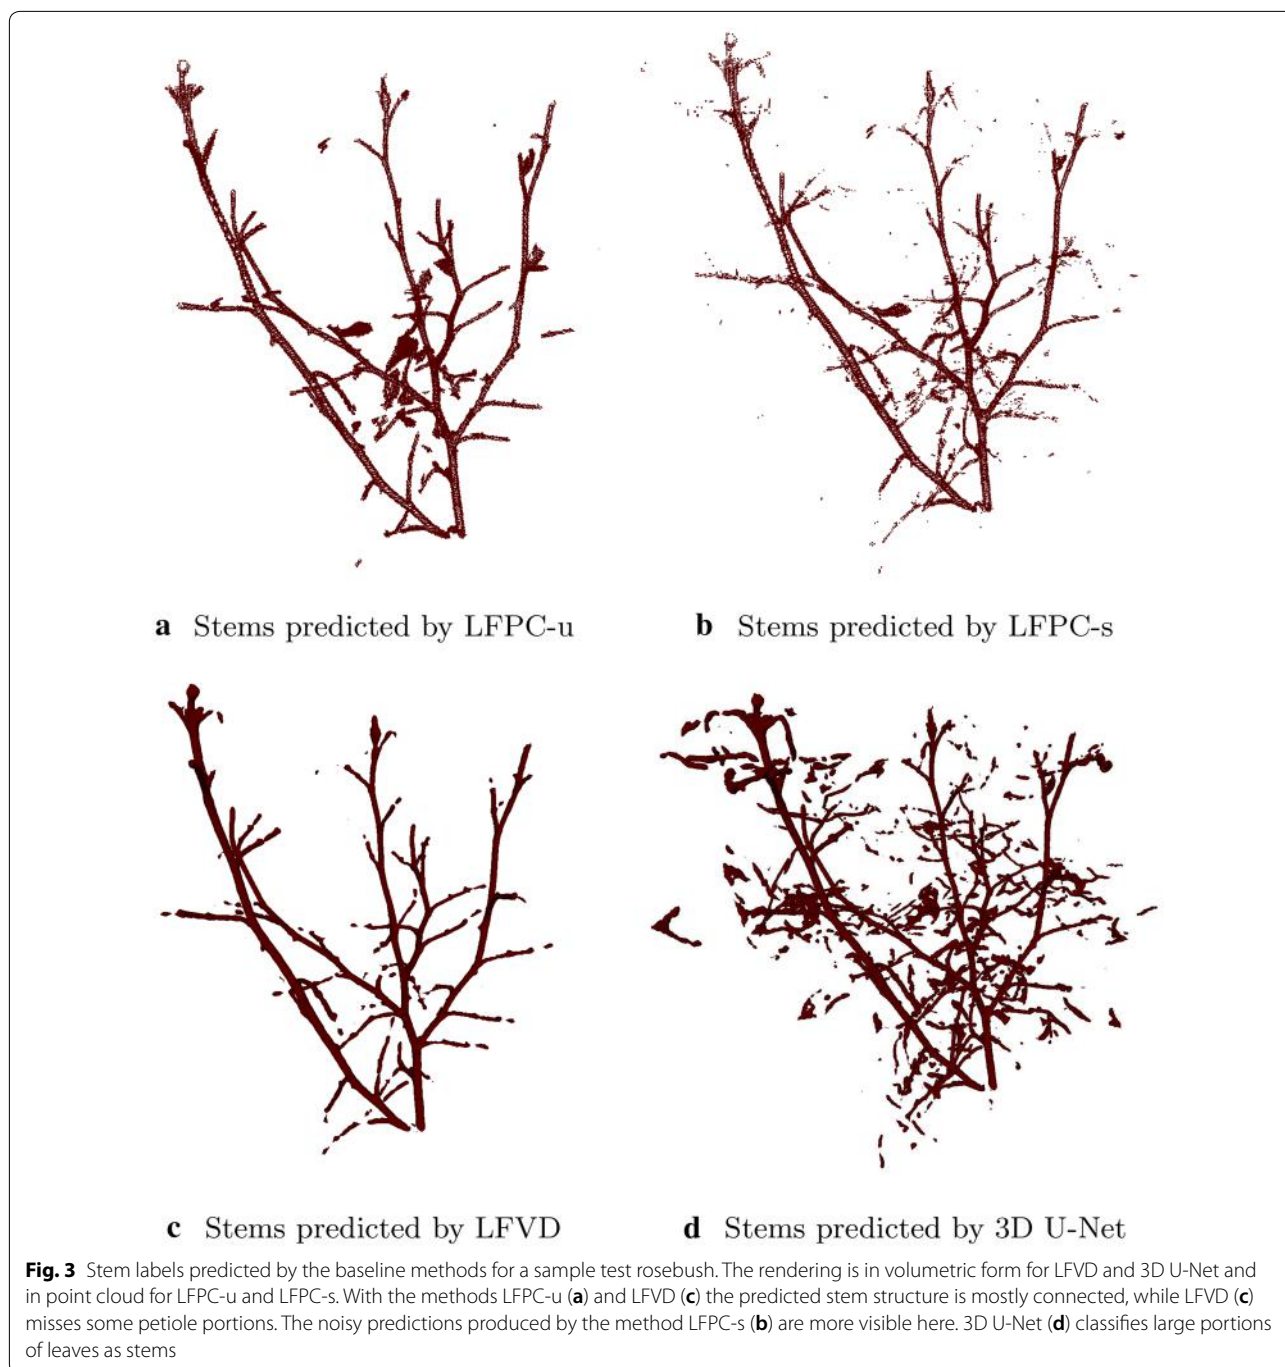 a Stems predicted by LFPC-u
b Stems predicted by LFPC-s
c Stems predicted by LFVD
d Stems predicted by 3D U-Net
Fig. 3 Stem labels predicted by the baseline methods for a sample test rosebush. The rendering is in volumetric form for LFVD and 3D U-Net and
in point cloud for LFPC-u and LFPC-s. With the methods LFPC-u (a) and LFVD (c) the predicted stem structure is mostly connected, while LFVD (c)
misses some petiole portions. The noisy predictions produced by the method LFPC-s (b) are more visible here. 3D U-Net (d) classifies large portions
of leaves as stems